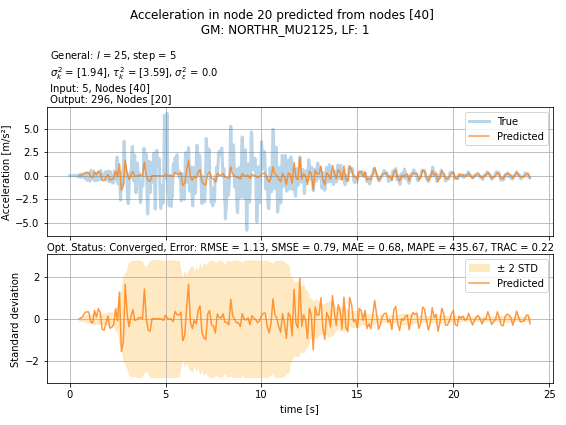 Acceleration in node 20 predicted from nodes [40]
GM: NORTHR_MU2125, LF: 1
General: l = 25, step = 5
σ²ₖ = [1.94], τ²ₖ = [3.59], σ²ε = 0.0
Input: 5, Nodes [40]
Output: 296, Nodes [20]
Acceleration [m/s²]
5.0
2.5
0.0
−2.5
−5.0
True
Predicted
Opt. Status: Converged, Error: RMSE = 1.13, SMSE = 0.79, MAE = 0.68, MAPE = 435.67, TRAC = 0.22
Standard deviation
2
0
−2
± 2 STD
Predicted
0 5 10 15 20 25
time [s]